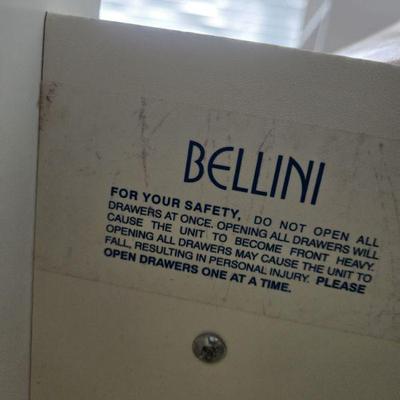 BELLINI
FOR YOUR SAFETY, DO NOT OPEN ALL
DRAWERS AT ONCE. OPENING ALL DRAWERS WILL
CAUSE THE UNIT TO BECOME FRONT HEAVY.
OPENING ALL DRAWERS MAY CAUSE THE UNIT TO
FALL, RESULTING IN PERSONAL INJURY. PLEASE
OPEN DRAWERS ONE AT A TIME.